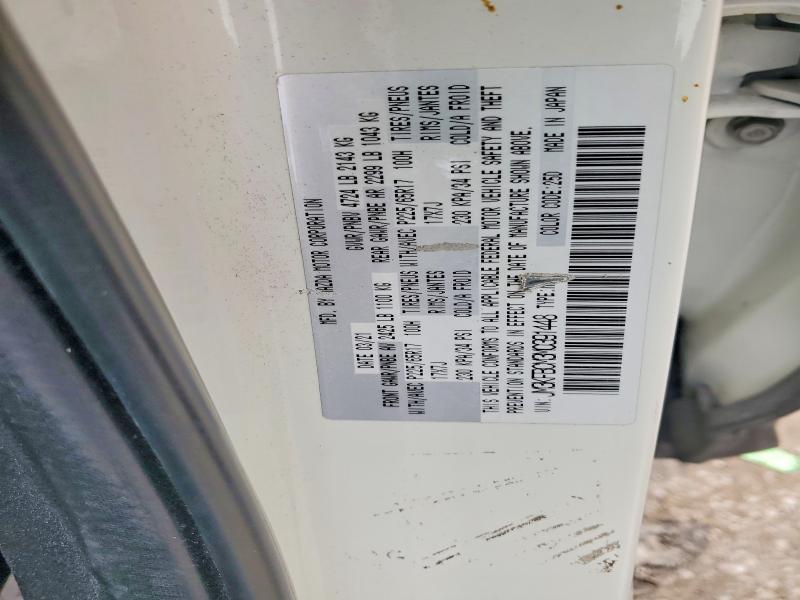 MFD. BY MAZDA MOTOR CORPORATION
DATE 03/21 GVWR/PNBV 4724 LB 2143 KG
FRONT GAWR/PNBE AV 2425 LB 1100 KG REAR GAWR/PNBE AR 2299 LB 1043 KG
WITH/AVEC P225/65R17 100H TIRES/PNEUS WITH/AVEC P225/65R17 100H TIRES/PNEUS
17X7J RIMS/JANTES 17X7J RIMS/JANTES
230 KPA/34 PSI COLD/A FROID 230 KPA/34 PSI COLD/A FROID
THIS VEHICLE CONFORMS TO ALL APPLICABLE FEDERAL MOTOR VEHICLE SAFETY AND THEFT
PREVENTION STANDARDS IN EFFECT ON THE DATE OF MANUFACTURE SHOWN ABOVE.
VIN: TYPE: COLOR CODE: 25D MADE IN JAPAN